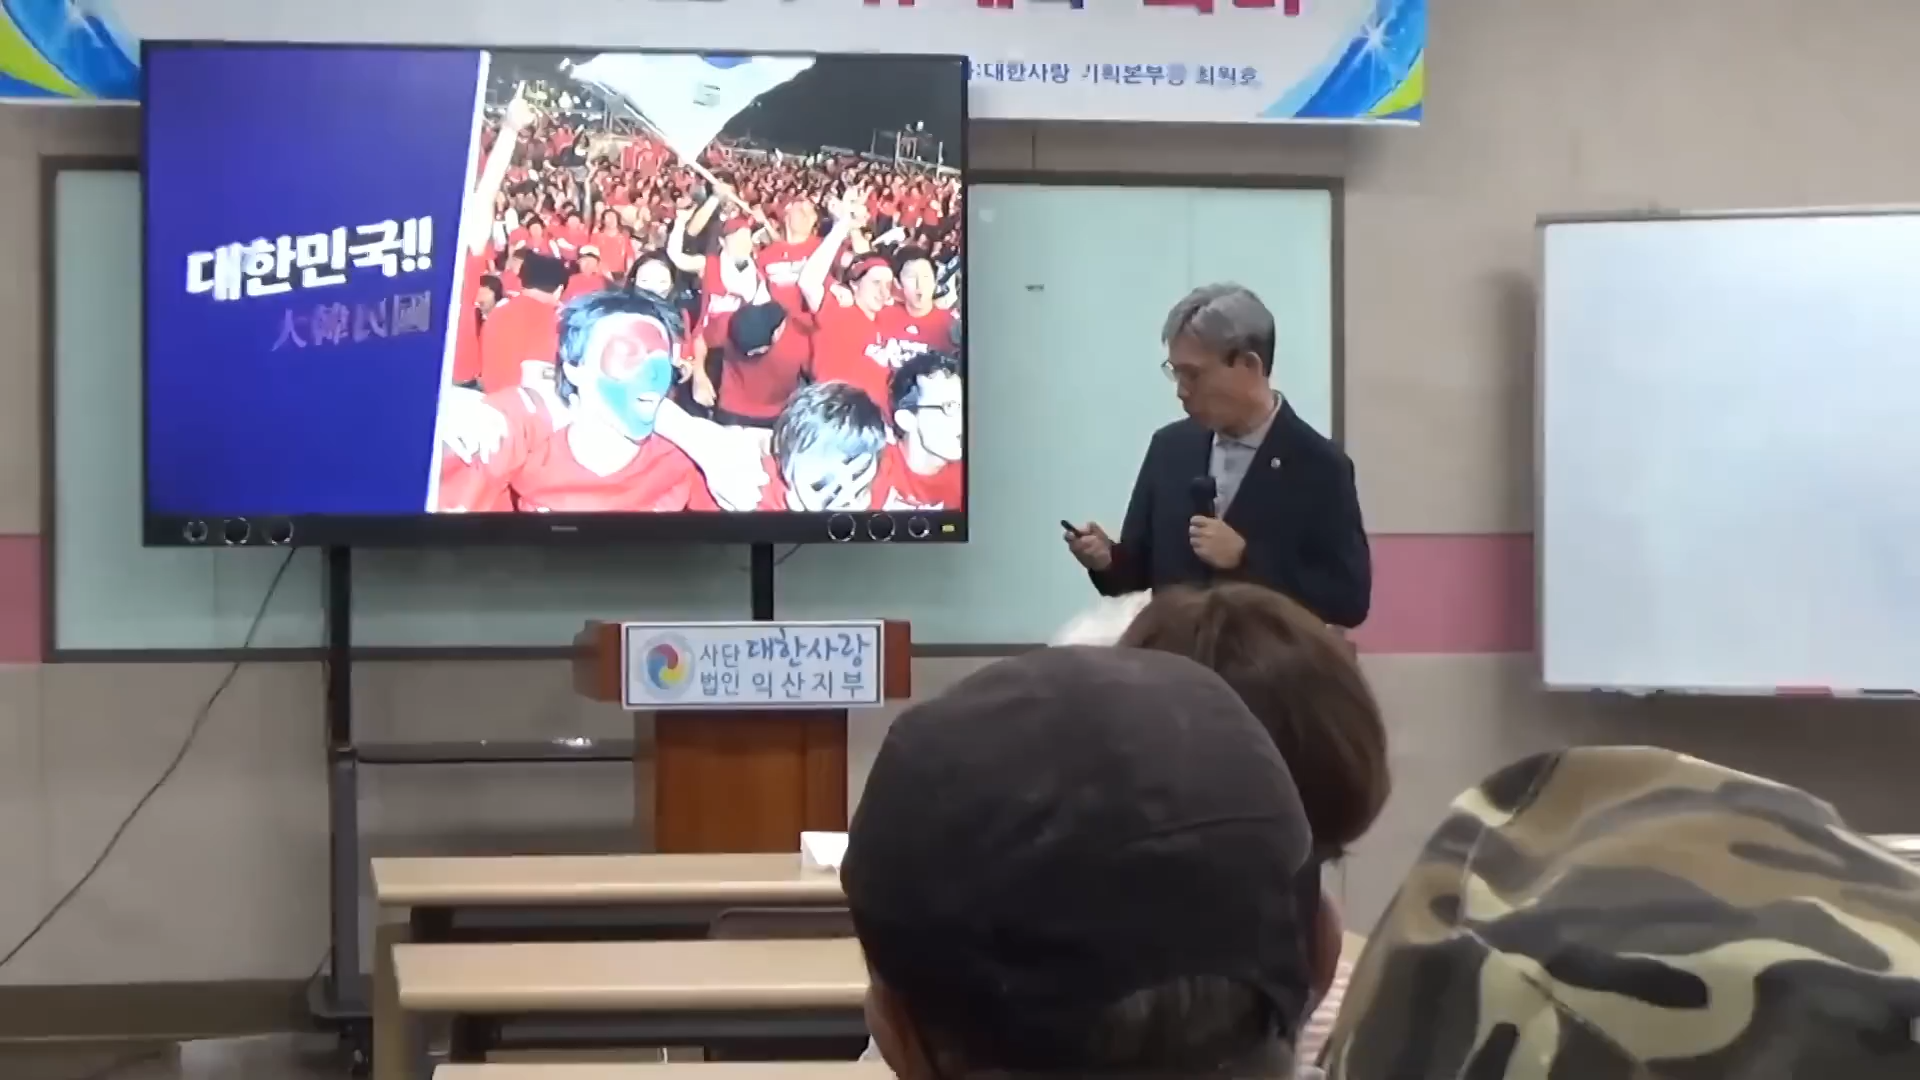 대한사랑 기획본부장 최원호
대한민국!!
大韓民國
사단 대한사랑
법인 익산지부